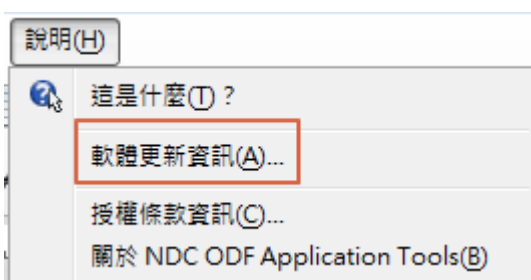 說明(H)
這是什麼(T)？
軟體更新資訊(A)...
授權條款資訊(C)...
關於 NDC ODF Application Tools(B)